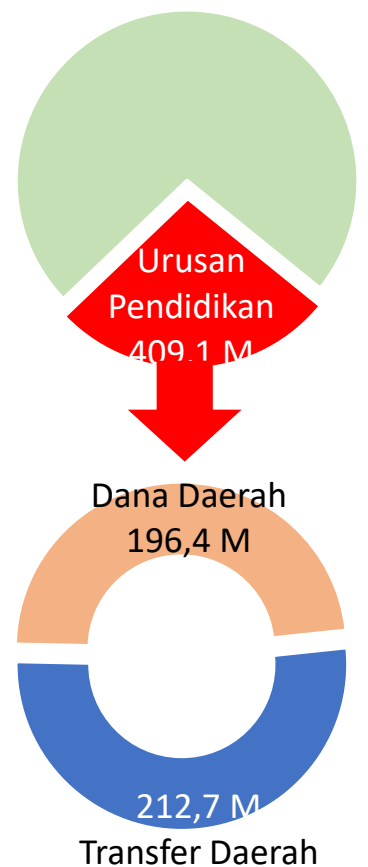 Urusan
Pendidikan
409,1 M
Dana Daerah
196,4 M
212,7 M
Transfer Daerah